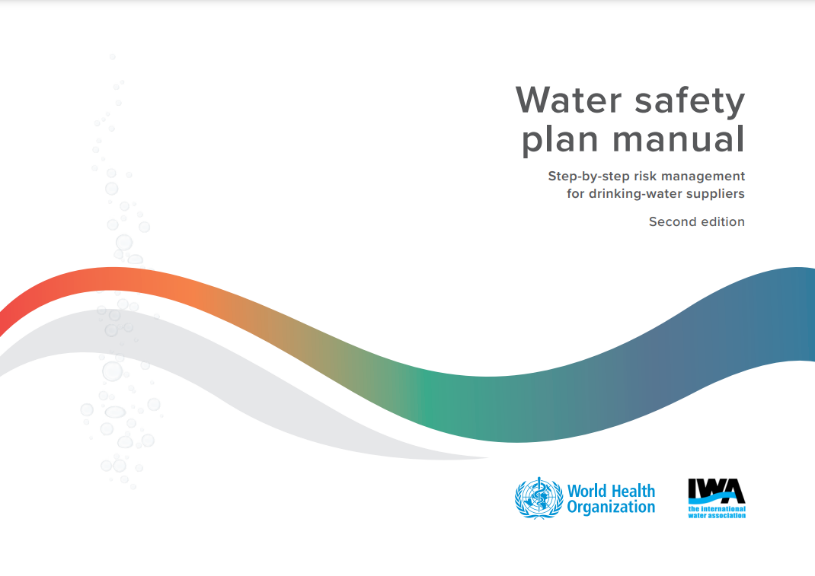 Water safety
plan manual
Step-by-step risk management
for drinking-water suppliers
Second edition
World Health
Organization
IWA
the international
water association